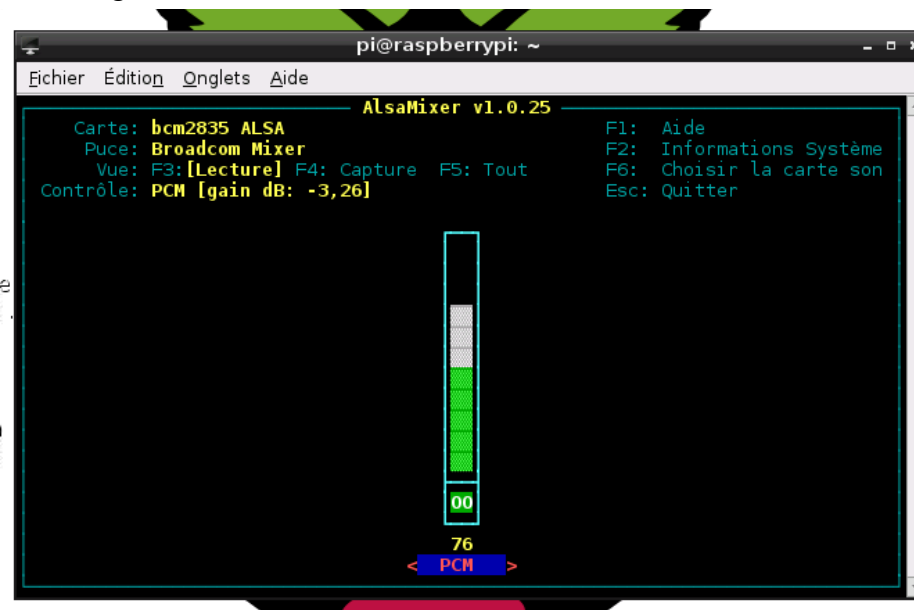 pi@raspberrypi: ~
Fichier Édition Onglets Aide
AlsaMixer v1.0.25
Carte: bcm2835 ALSA F1: Aide
Puce: Broadcom Mixer F2: Informations Système
Vue: F3:[Lecture] F4: Capture F5: Tout F6: Choisir la carte son
Contrôle: PCM [gain dB: -3,26] Esc: Quitter
00
76
< PCM >